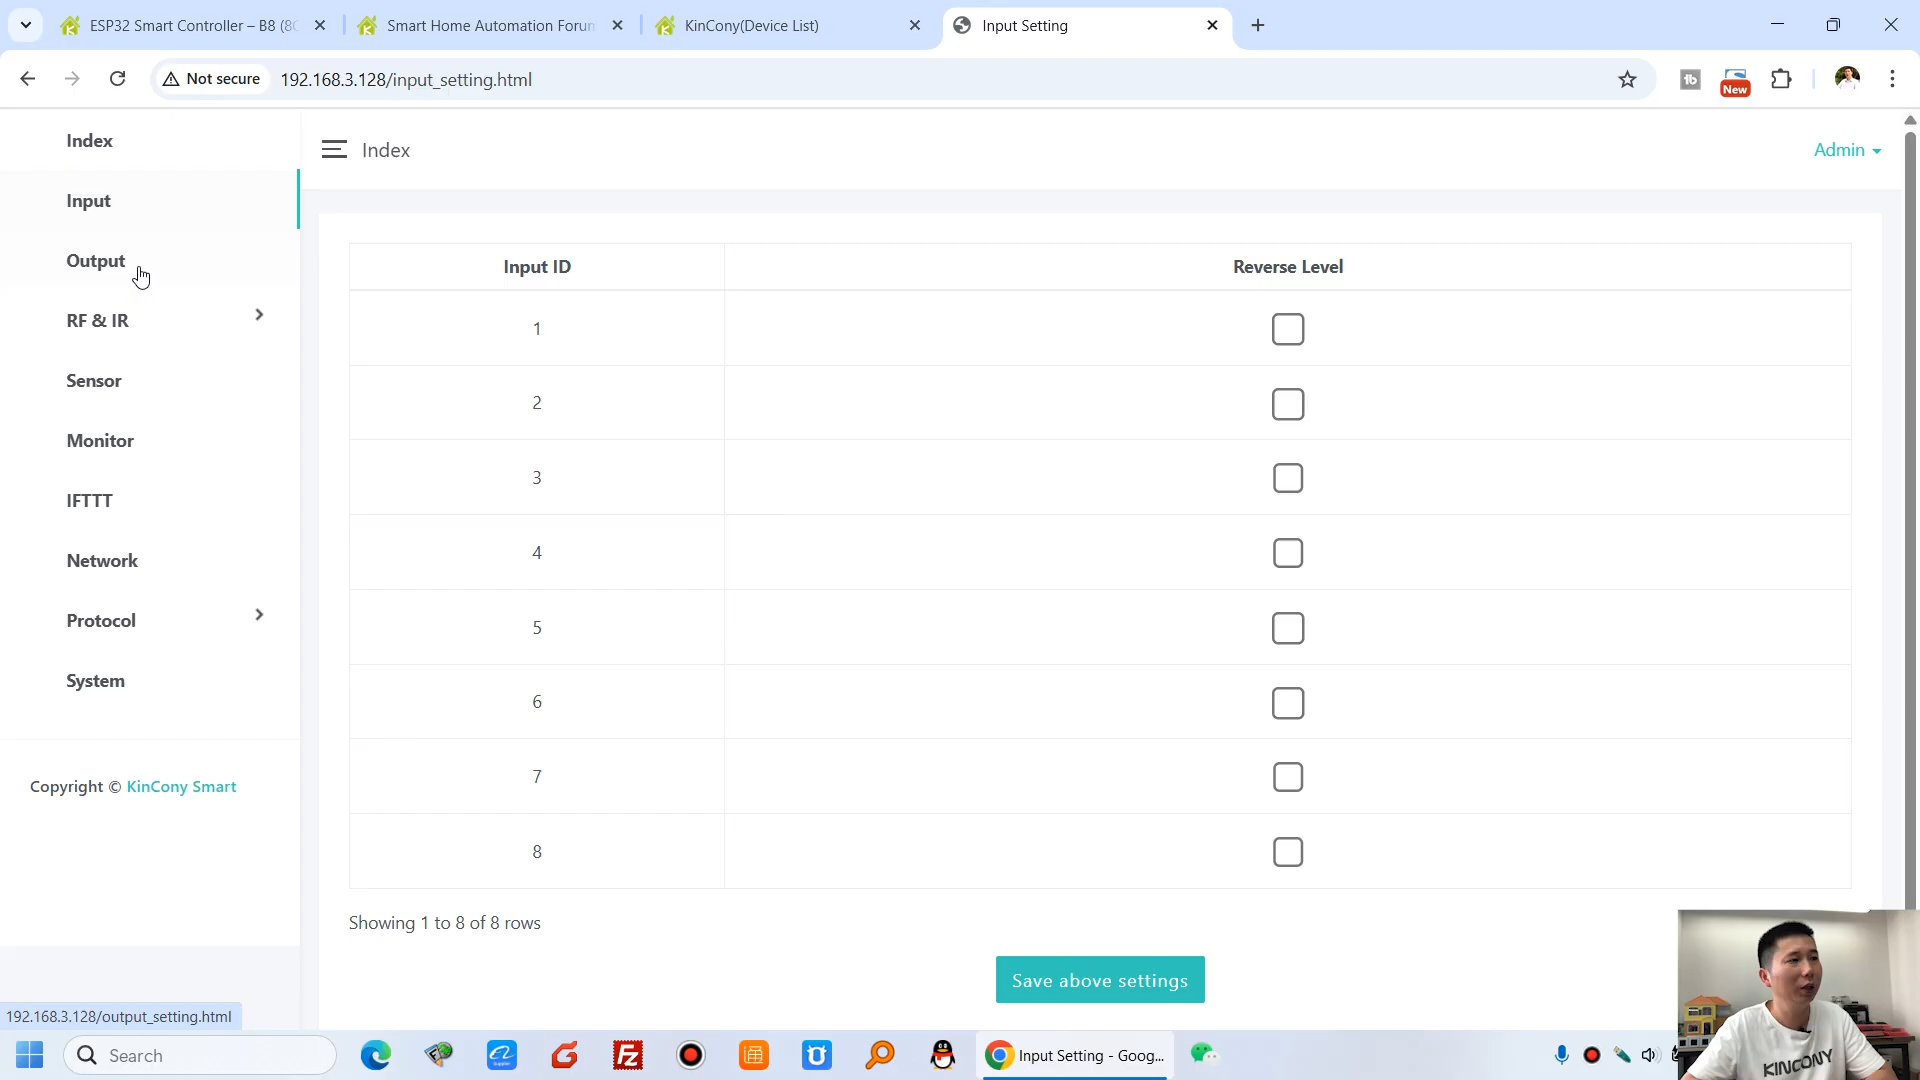 ESP32 Smart Controller – B8 (8C
Smart Home Automation Forum
KinCony(Device List)
Input Setting
Not secure
192.168.3.128/input_setting.html
New
Index
Input
Output
RF & IR
Sensor
Monitor
IFTTT
Network
Protocol
System
Copyright © KinCony Smart
Index
Admin
Input ID
Reverse Level
1
2
3
4
5
6
7
8
Showing 1 to 8 of 8 rows
Save above settings
192.168.3.128/output_setting.html
Search
Input Setting - Goog...
KINCONY